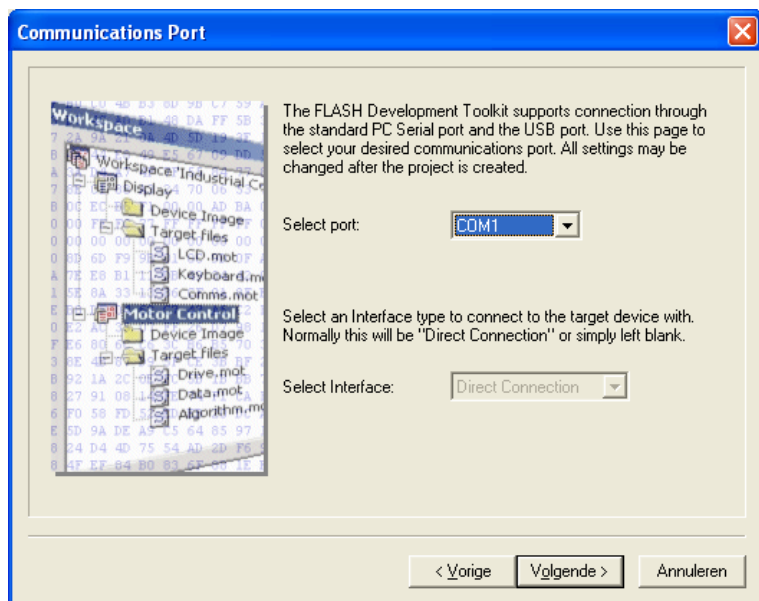 Communications Port
Workspace
Workspace "Industrial Co
Display
Device Image
Target files
LCD.mot
Keyboard.m
Comms.mot
Motor Control
Device Image
Target files
Drive.mot
Data.mot
Algorithm.mo
The FLASH Development Toolkit supports connection through
the standard PC Serial port and the USB port. Use this page to
select your desired communications port. All settings may be
changed after the project is created.
Select port:
COM1
Select an Interface type to connect to the target device with.
Normally this will be "Direct Connection" or simply left blank.
Select Interface:
Direct Connection
< Vorige
Volgende >
Annuleren